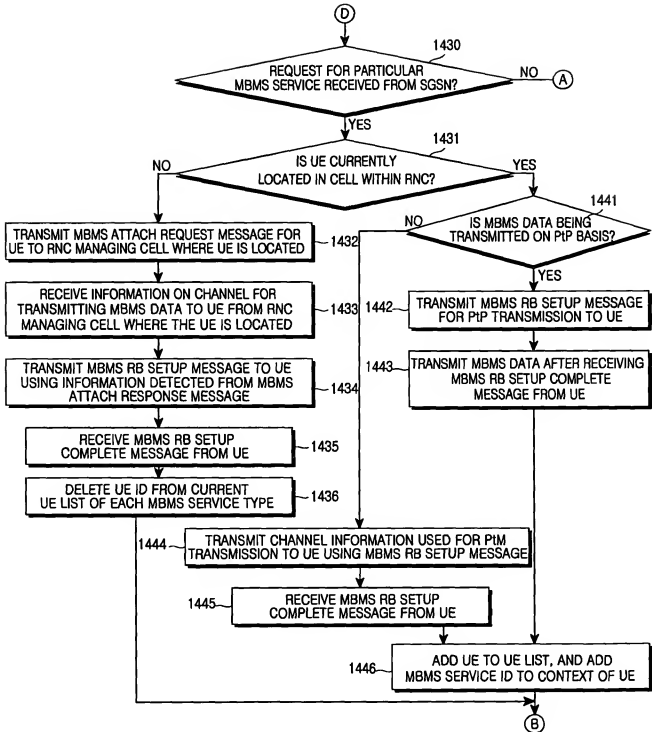 D
1430
REQUEST FOR PARTICULAR
MBMS SERVICE RECEIVED FROM SGSN?
NO
A
YES
1431
NO
IS UE CURRENTLY
LOCATED IN CELL WITHIN RNC?
YES
TRANSMIT MBMS ATTACH REQUEST MESSAGE FOR
UE TO RNC MANAGING CELL WHERE UE IS LOCATED
1432
NO
1441
IS MBMS DATA BEING
TRANSMITTED ON PtP BASIS?
YES
RECEIVE INFORMATION ON CHANNEL FOR
TRANSMITTING MBMS DATA TO UE FROM RNC
MANAGING CELL WHERE THE UE IS LOCATED
1433
1442
TRANSMIT MBMS RB SETUP MESSAGE
FOR PtP TRANSMISSION TO UE
TRANSMIT MBMS RB SETUP MESSAGE TO UE
USING INFORMATION DETECTED FROM MBMS
ATTACH RESPONSE MESSAGE
1434
1443
TRANSMIT MBMS DATA AFTER RECEIVING
MBMS RB SETUP COMPLETE
MESSAGE FROM UE
RECEIVE MBMS RB SETUP
COMPLETE MESSAGE FROM UE
1435
DELETE UE ID FROM CURRENT
UE LIST OF EACH MBMS SERVICE TYPE
1436
1444
TRANSMIT CHANNEL INFORMATION USED FOR PtM
TRANSMISSION TO UE USING MBMS RB SETUP MESSAGE
1445
RECEIVE MBMS RB SETUP
COMPLETE MESSAGE FROM UE
1446
ADD UE TO UE LIST, AND ADD
MBMS SERVICE ID TO CONTEXT OF UE
B